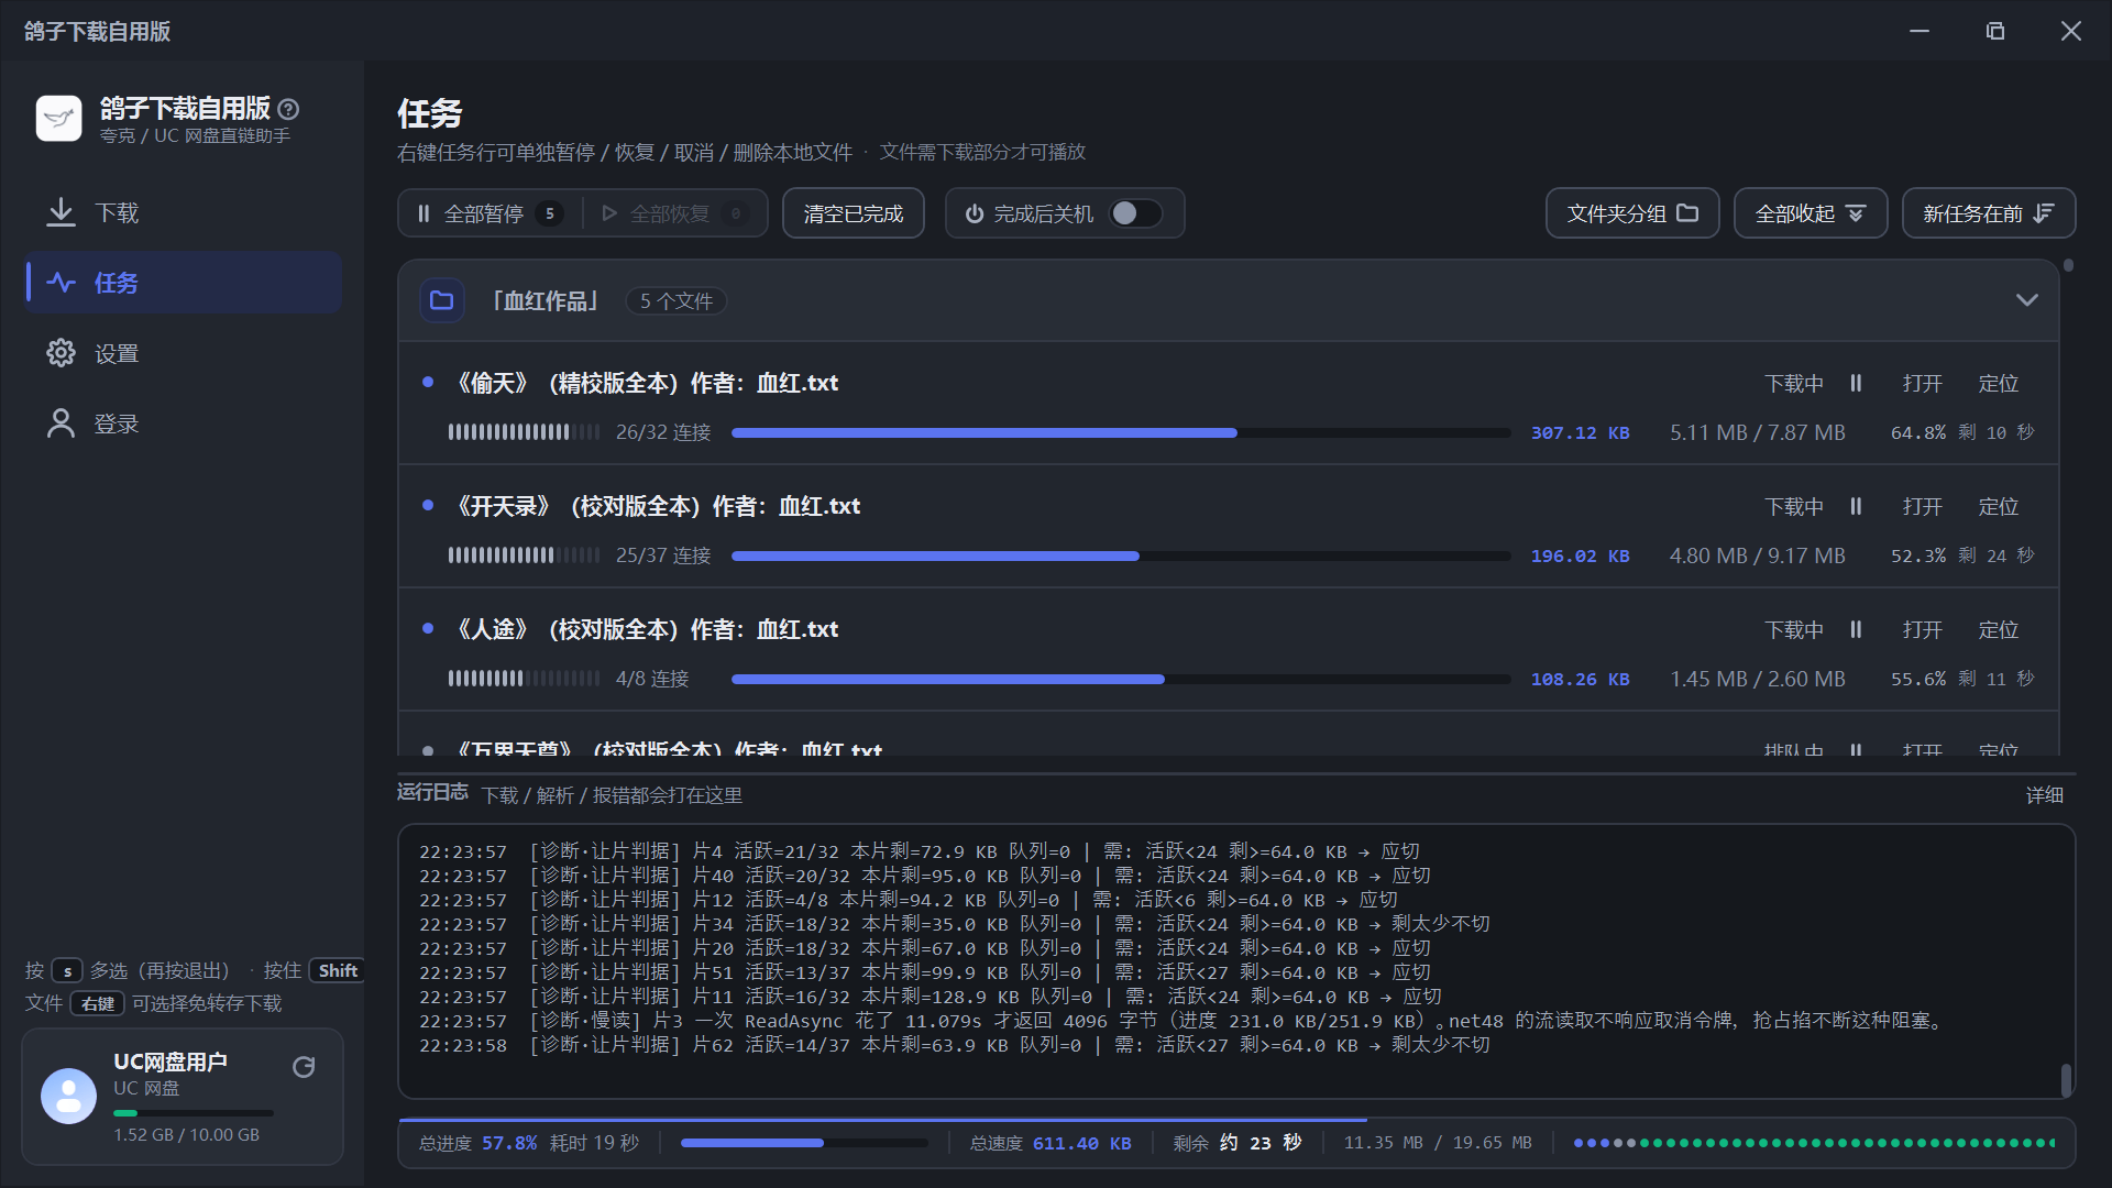 鸽子下载自用版
鸽子下载自用版
夸克 / UC 网盘直链助手
下载
任务
设置
登录
按 s 多选（再按退出） · 按住 Shift
文件 右键 可选择免转存下载
UC网盘用户
UC 网盘
1.52 GB / 10.00 GB
任务
右键任务行可单独暂停 / 恢复 / 取消 / 删除本地文件 · 文件需下载部分才可播放
全部暂停 5 全部恢复 0 清空已完成 完成后关机 文件夹分组 全部收起 新任务在前
「血红作品」 5 个文件
《偷天》（精校版全本）作者：血红.txt 下载中 打开 定位
26/32 连接 307.12 KB 5.11 MB / 7.87 MB 64.8% 剩 10 秒
《开天录》（校对版全本）作者：血红.txt 下载中 打开 定位
25/37 连接 196.02 KB 4.80 MB / 9.17 MB 52.3% 剩 24 秒
《人途》（校对版全本）作者：血红.txt 下载中 打开 定位
4/8 连接 108.26 KB 1.45 MB / 2.60 MB 55.6% 剩 11 秒
《万界天尊》（校对版全本）作者：血红.txt 排队中 打开 定位
运行日志 下载 / 解析 / 报错都会打在这里 详细
22:23:57 [诊断·让片判据] 片4 活跃=21/32 本片剩=72.9 KB 队列=0 | 需: 活跃<24 剩>=64.0 KB → 应切
22:23:57 [诊断·让片判据] 片40 活跃=20/32 本片剩=95.0 KB 队列=0 | 需: 活跃<24 剩>=64.0 KB → 应切
22:23:57 [诊断·让片判据] 片12 活跃=4/8 本片剩=94.2 KB 队列=0 | 需: 活跃<6 剩>=64.0 KB → 应切
22:23:57 [诊断·让片判据] 片34 活跃=18/32 本片剩=35.0 KB 队列=0 | 需: 活跃<24 剩>=64.0 KB → 剩太少不切
22:23:57 [诊断·让片判据] 片20 活跃=18/32 本片剩=67.0 KB 队列=0 | 需: 活跃<24 剩>=64.0 KB → 应切
22:23:57 [诊断·让片判据] 片51 活跃=13/37 本片剩=99.9 KB 队列=0 | 需: 活跃<27 剩>=64.0 KB → 应切
22:23:57 [诊断·让片判据] 片11 活跃=16/32 本片剩=128.9 KB 队列=0 | 需: 活跃<24 剩>=64.0 KB → 应切
22:23:57 [诊断·慢读] 片3 一次 ReadAsync 花了 11.079s 才返回 4096 字节（进度 231.0 KB/251.9 KB）。net48 的流读取不响应取消令牌，抢占掐不断这种阻塞。
22:23:58 [诊断·让片判据] 片62 活跃=14/37 本片剩=63.9 KB 队列=0 | 需: 活跃<27 剩>=64.0 KB → 剩太少不切
总进度 57.8% 耗时 19 秒 总速度 611.40 KB 剩余 约 23 秒 11.35 MB / 19.65 MB